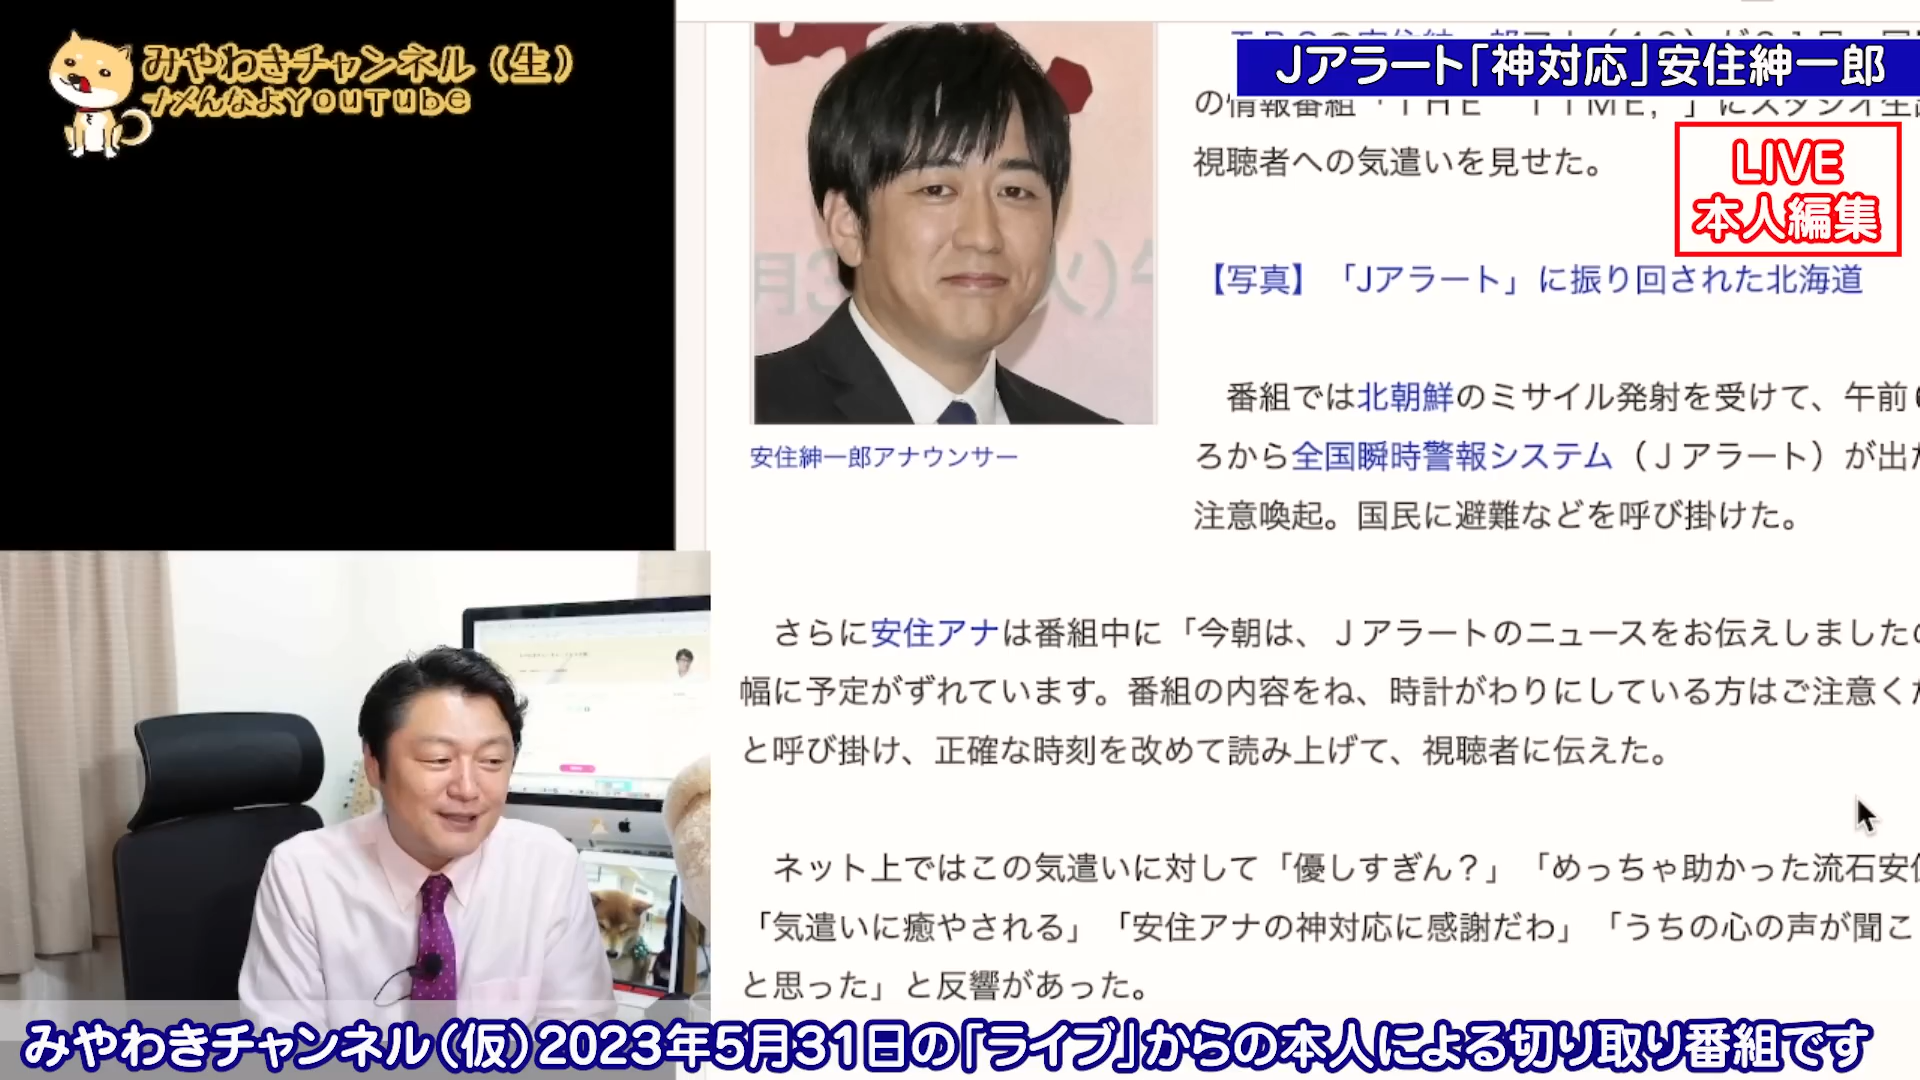 みやわきチャンネル（生）
ナメんなよYouTube
Jアラート「神対応」安住紳一郎
の情報番組「ＴＨＥ　ＴＩＭＥ，」にスタジオ生
視聴者への気遣いを見せた。
LIVE
本人編集
【写真】「Jアラート」に振り回された北海道
番組では北朝鮮のミサイル発射を受けて、午前
ろから全国瞬時警報システム（Ｊアラート）が出
注意喚起。国民に避難などを呼び掛けた。
安住紳一郎アナウンサー
さらに安住アナは番組中に「今朝は、Ｊアラートのニュースをお伝えしましたの
幅に予定がずれています。番組の内容をね、時計がわりにしている方はご注意くだ
と呼び掛け、正確な時刻を改めて読み上げて、視聴者に伝えた。
ネット上ではこの気遣いに対して「優しすぎん？」「めっちゃ助かった流石安住
「気遣いに癒やされる」「安住アナの神対応に感謝だわ」「うちの心の声が聞こ
と思った」と反響があった。
みやわきチャンネル（仮）2023年5月31日の「ライブ」からの本人による切り取り番組です